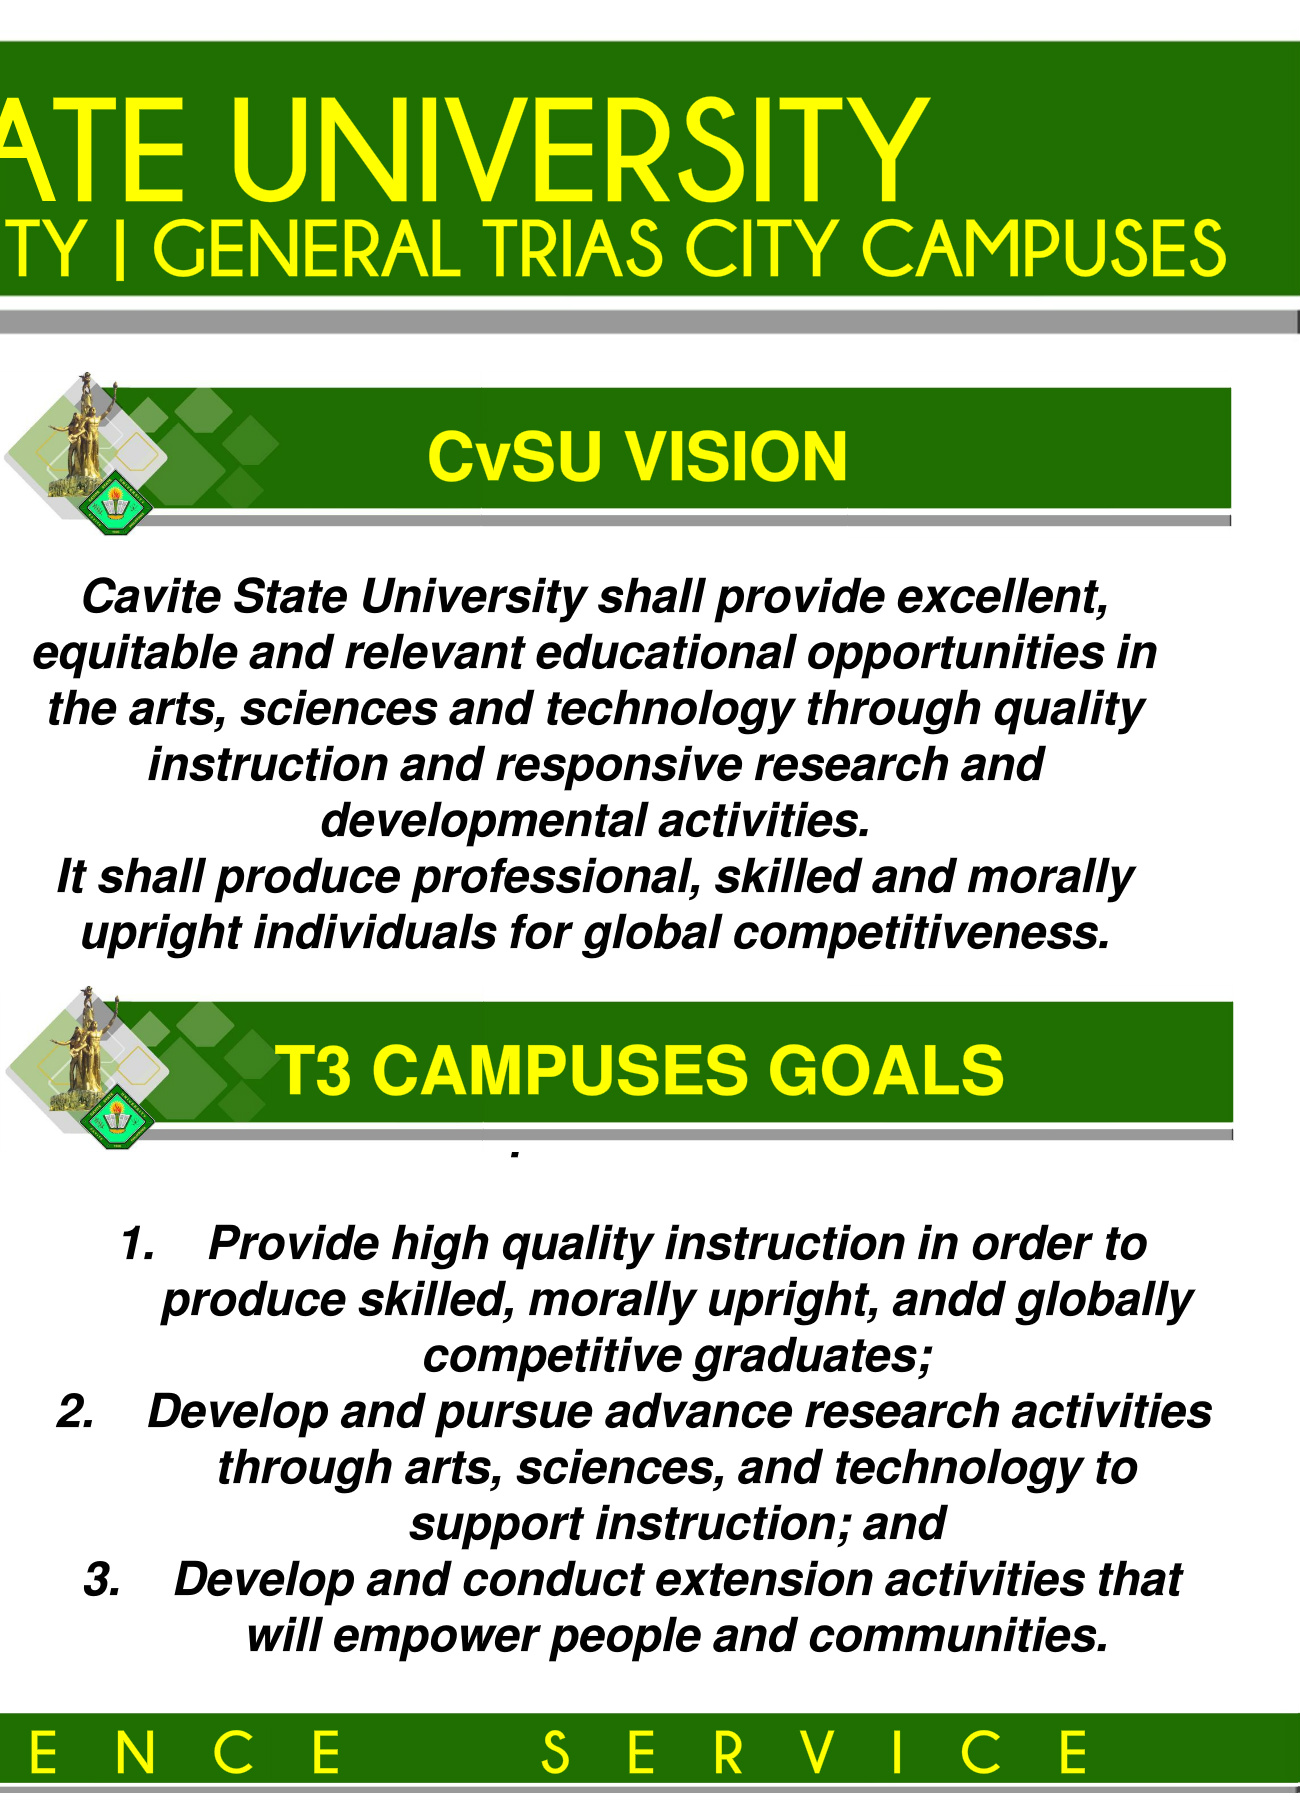 ATE UNIVERSITY
TY | GENERAL TRIAS CITY CAMPUSES
CvSU VISION
Cavite State University shall provide excellent,
equitable and relevant educational opportunities in
the arts, sciences and technology through quality
instruction and responsive research and
developmental activities.
It shall produce professional, skilled and morally
upright individuals for global competitiveness.
T3 CAMPUSES GOALS
.
1. Provide high quality instruction in order to
produce skilled, morally upright, andd globally
competitive graduates;
2. Develop and pursue advance research activities
through arts, sciences, and technology to
support instruction; and
3. Develop and conduct extension activities that
will empower people and communities.
E N C E S E R V I C E